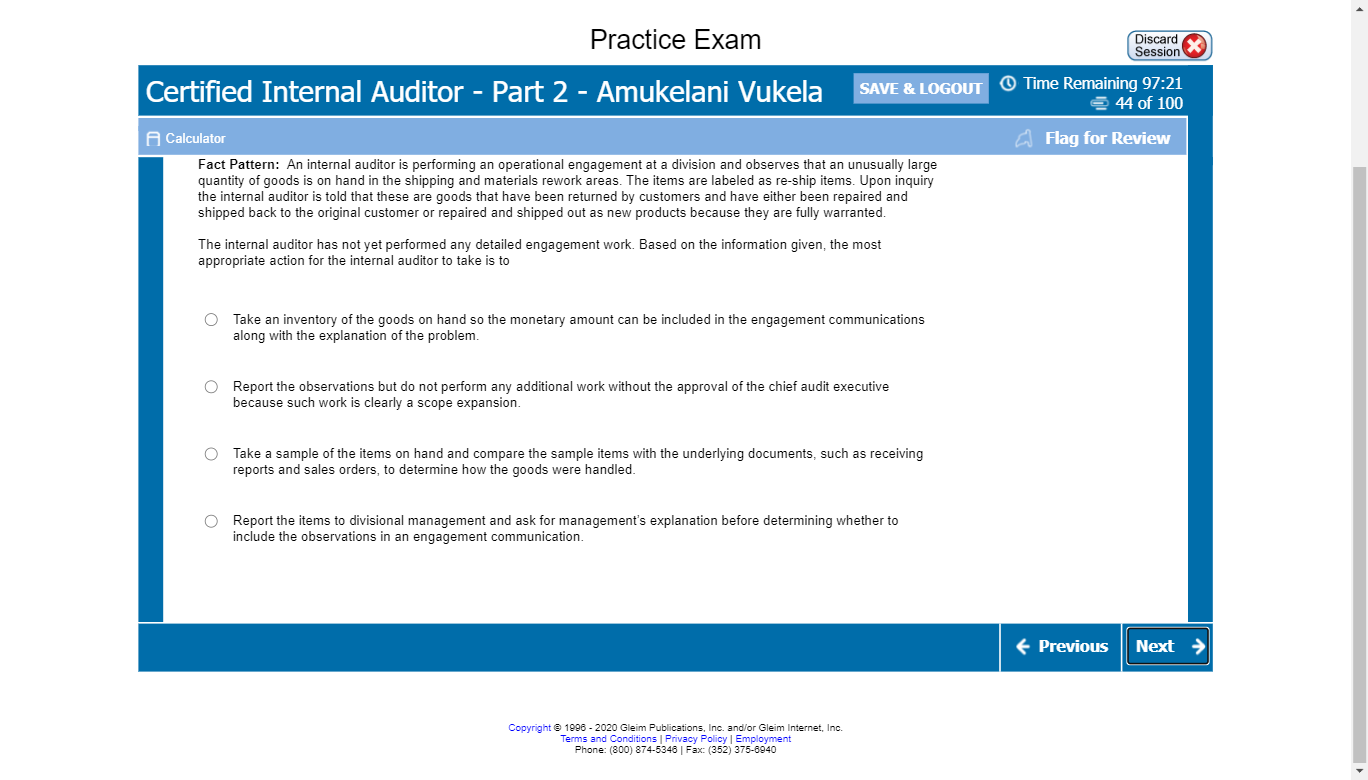 Practice Exam
Discard
Session
Certified Internal Auditor - Part 2 - Amukelani Vukela
SAVE & LOGOUT
Time Remaining 97:21
44 of 100
Calculator
Flag for Review
Fact Pattern: An internal auditor is performing an operational engagement at a division and observes that an unusually large
quantity of goods is on hand in the shipping and materials rework areas. The items are labeled as re-ship items. Upon inquiry
the internal auditor is told that these are goods that have been returned by customers and have either been repaired and
shipped back to the original customer or repaired and shipped out as new products because they are fully warranted.
The internal auditor has not yet performed any detailed engagement work. Based on the information given, the most
appropriate action for the internal auditor to take is to
Take an inventory of the goods on hand so the monetary amount can be included in the engagement communications
along with the explanation of the problem.
Report the observations but do not perform any additional work without the approval of the chief audit executive
because such work is clearly a scope expansion.
Take a sample of the items on hand and compare the sample items with the underlying documents, such as receiving
reports and sales orders, to determine how the goods were handled.
Report the items to divisional management and ask for management's explanation before determining whether to
include the observations in an engagement communication.
Previous
Next
Copyright © 1996 - 2020 Gleim Publications, Inc. and/or Gleim Internet, Inc.
Terms and Conditions | Privacy Policy | Employment
Phone: (800) 874-5346 | Fax: (352) 375-6940